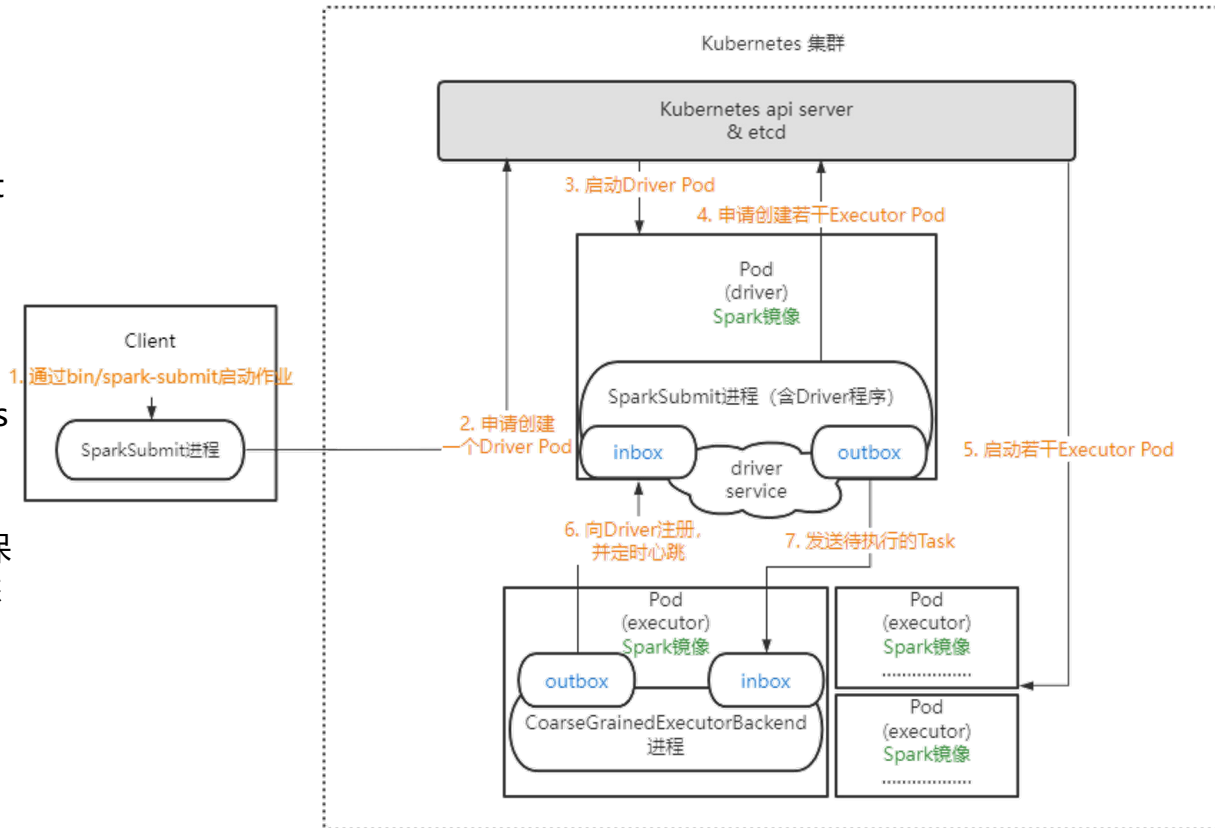 Kubernetes 集群
Kubernetes api server
& etcd
3. 启动Driver Pod
4. 申请创建若干Executor Pod
Pod
(driver)
Spark镜像
Client
1. 通过bin/spark-submit启动作业
SparkSubmit进程
2. 申请创建
一个Driver Pod
SparkSubmit进程（含Driver程序）
inbox
outbox
driver
service
5. 启动若干Executor Pod
6. 向Driver注册，
并定时心跳
7. 发送待执行的Task
Pod
(executor)
Spark镜像
outbox
inbox
CoarseGrainedExecutorBackend
进程
Pod
(executor)
Spark镜像
..................
Pod
(executor)
Spark镜像
..................
s